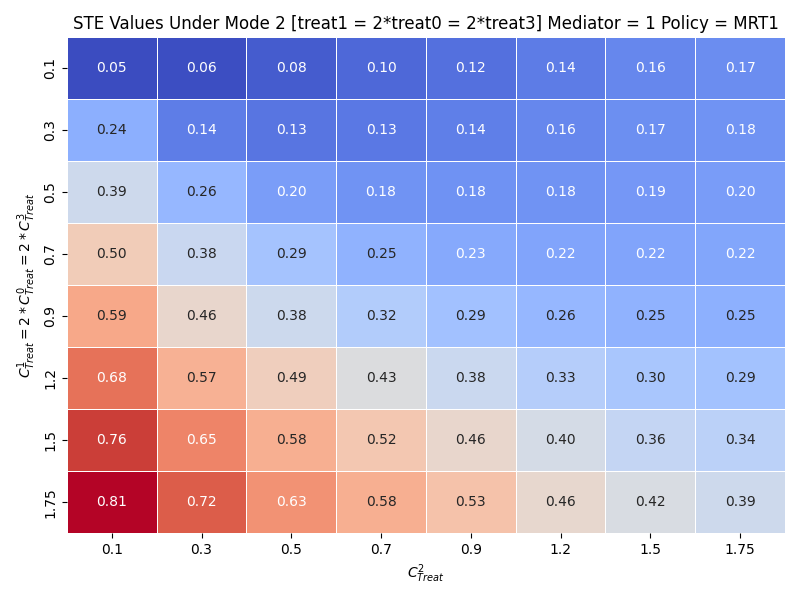 STE Values Under Mode 2 [treat1 = 2*treat0 = 2*treat3] Mediator = 1 Policy = MRT1
C^1_{Treat} = 2 * C^0_{Treat} = 2 * C^3_{Treat}
0.1 0.05 0.06 0.08 0.10 0.12 0.14 0.16 0.17
0.3 0.24 0.14 0.13 0.13 0.14 0.16 0.17 0.18
0.5 0.39 0.26 0.20 0.18 0.18 0.18 0.19 0.20
0.7 0.50 0.38 0.29 0.25 0.23 0.22 0.22 0.22
0.9 0.59 0.46 0.38 0.32 0.29 0.26 0.25 0.25
1.2 0.68 0.57 0.49 0.43 0.38 0.33 0.30 0.29
1.5 0.76 0.65 0.58 0.52 0.46 0.40 0.36 0.34
1.75 0.81 0.72 0.63 0.58 0.53 0.46 0.42 0.39
0.1 0.3 0.5 0.7 0.9 1.2 1.5 1.75
C^2_{Treat}